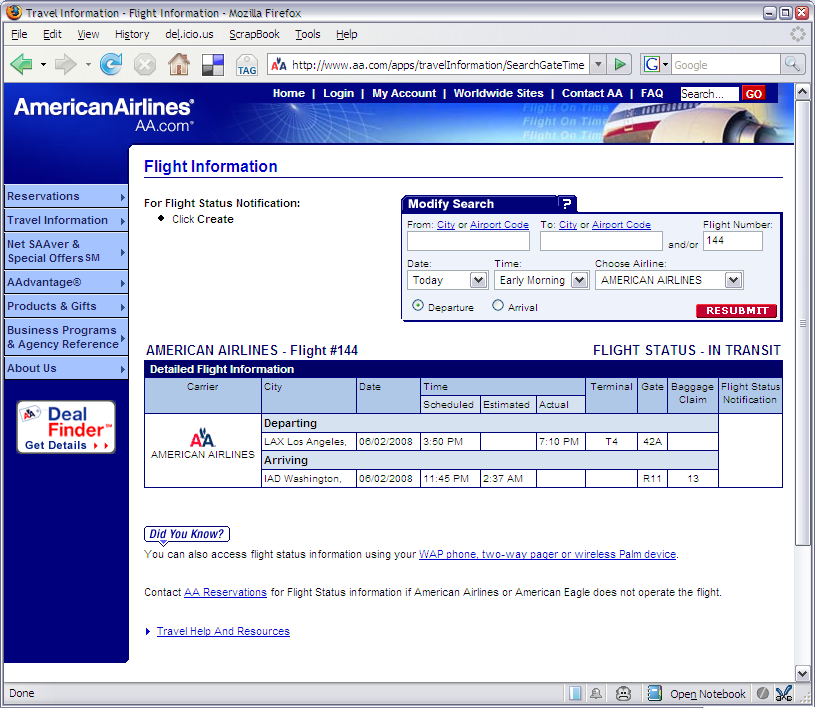 Travel Information - Flight Information - Mozilla Firefox
File Edit View History del.icio.us ScrapBook Tools Help
TAG AA http://www.aa.com/apps/travelInformation/SearchGateTime G Google
Home | Login | My Account | Worldwide Sites | Contact AA | FAQ Search... GO
AmericanAirlines®
AA.com®
Flight On Time
Flight On Time
Flight On Time
Flight Information
Reservations
Travel Information
Net SAAver &
Special Offers SM
AAdvantage®
Products & Gifts
Business Programs
& Agency Reference
About Us
AA Deal
Finder™
Get Details
For Flight Status Notification:
Click Create
Modify Search ?
From: City or Airport Code To: City or Airport Code Flight Number:
and/or 144
Date: Time: Choose Airline:
Today Early Morning AMERICAN AIRLINES
Departure Arrival RESUBMIT
AMERICAN AIRLINES - Flight #144 FLIGHT STATUS - IN TRANSIT
Detailed Flight Information
Carrier City Date Time Terminal Gate Baggage Claim Flight Status Notification
Scheduled Estimated Actual
Departing
AA
AMERICAN AIRLINES
LAX Los Angeles, 06/02/2008 3:50 PM 7:10 PM T4 42A
Arriving
IAD Washington, 06/02/2008 11:45 PM 2:37 AM R11 13
Did You Know?
You can also access flight status information using your WAP phone, two-way pager or wireless Palm device.
Contact AA Reservations for Flight Status information if American Airlines or American Eagle does not operate the flight.
Travel Help And Resources
Done Open Notebook